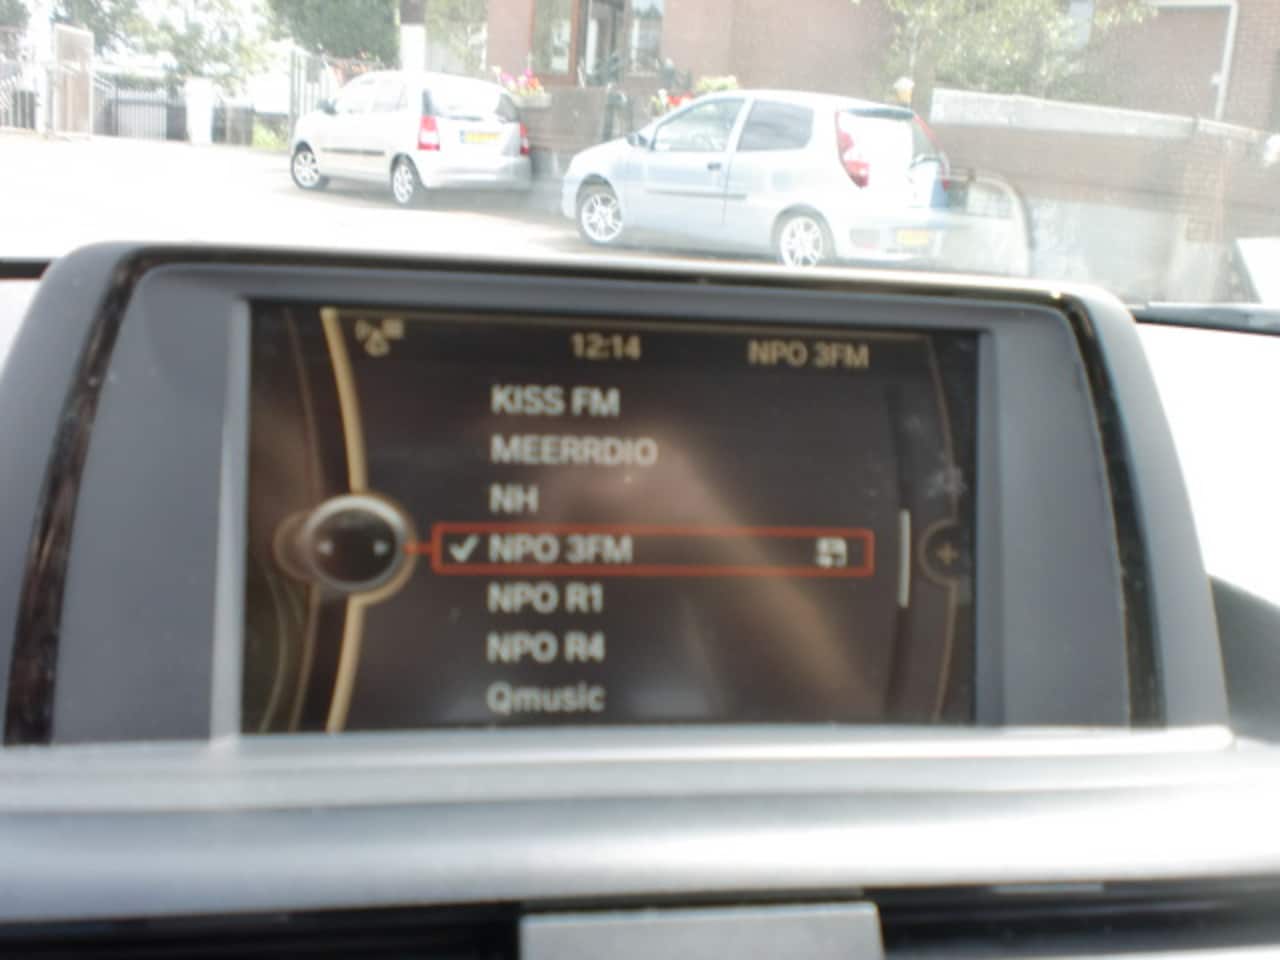 12:14 NPO 3FM
KISS FM
MEERRDIO
NH
NPO 3FM
NPO R1
NPO R4
Qmusic